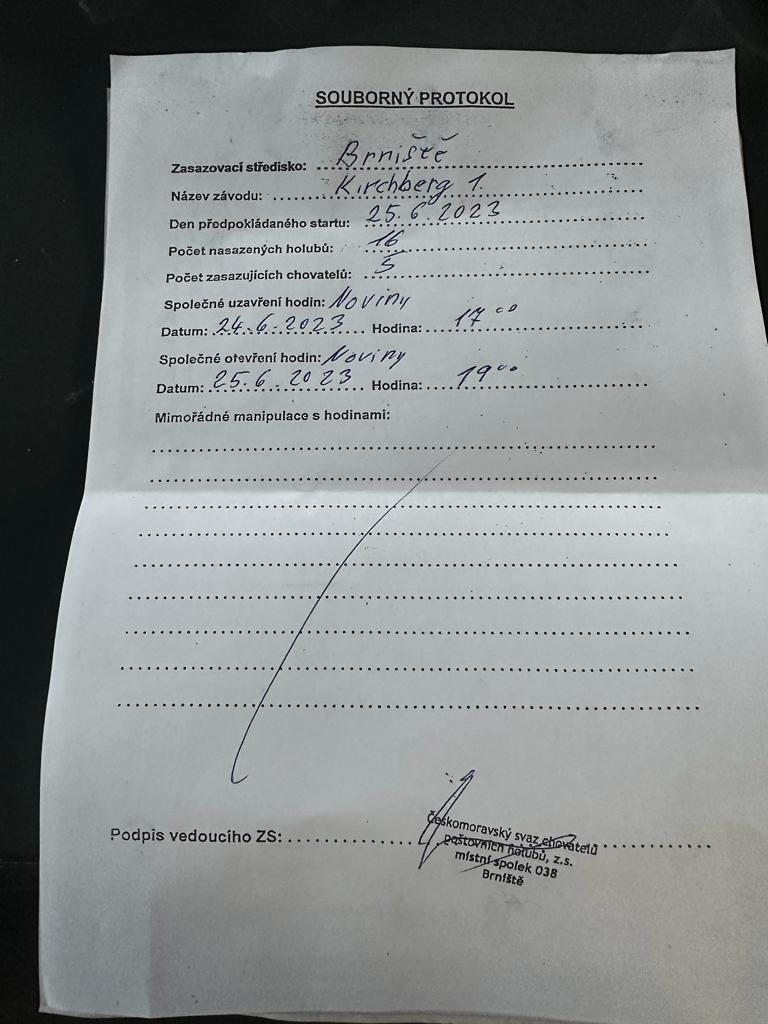 SOUBORNÝ PROTOKOL
Zasazovací středisko: Brniště
Název závodu: Kirchberg 1.
Den předpokládaného startu: 25.6.2023
Počet nasazených holubů: 16
Počet zasazujících chovatelů: 5
Společné uzavření hodin: Noviny
Datum: 24.6.2023 Hodina: 17⁰⁰
Společné otevření hodin: Noviny
Datum: 25.6.2023 Hodina: 19⁰⁰
Mimořádné manipulace s hodinami:
Podpis vedoucího ZS:
Českomoravský svaz chovatelů
poštovních holubů, z.s.
místní spolek 038
Brniště